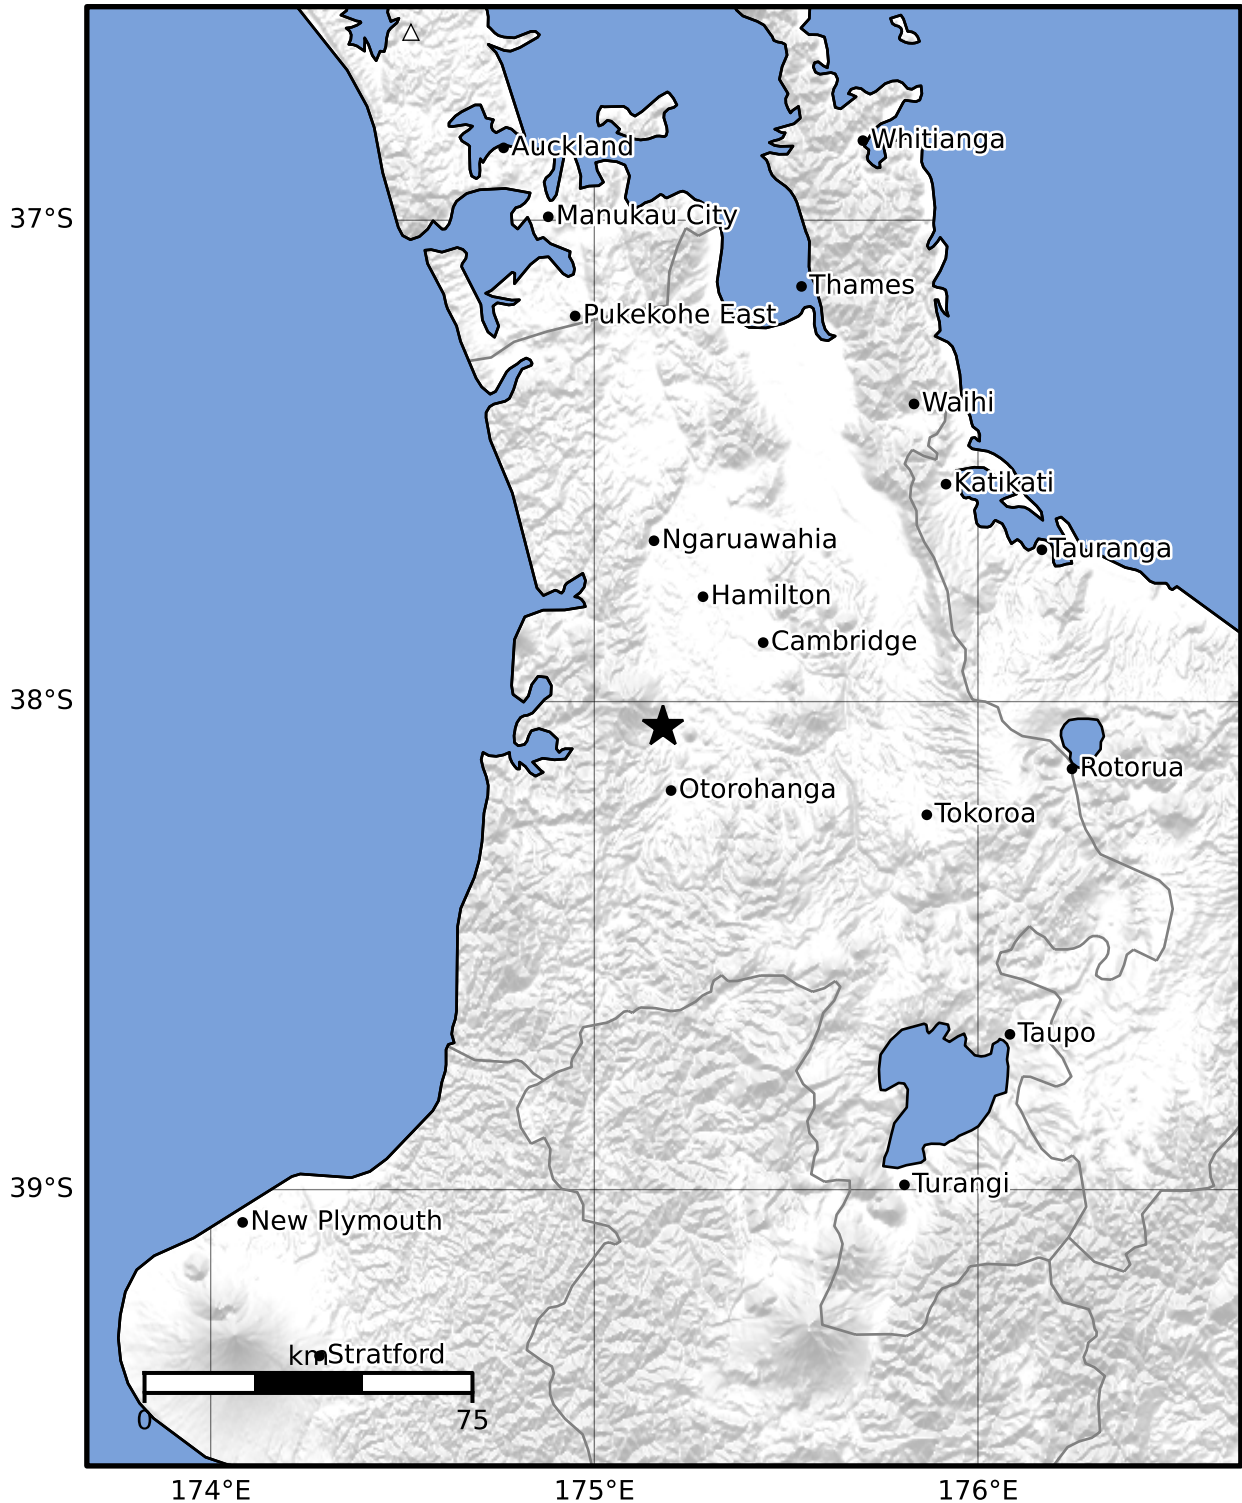 Auckland
Whitianga
Manukau City
37°S
Thames
Pukekohe East
Waihi
Katikati
Ngaruawahia
Tauranga
Hamilton
Cambridge
38°S
Rotorua
Otorohanga
Tokoroa
Taupo
39°S
Turangi
New Plymouth
km
Stratford
0
75
174°E
175°E
176°E